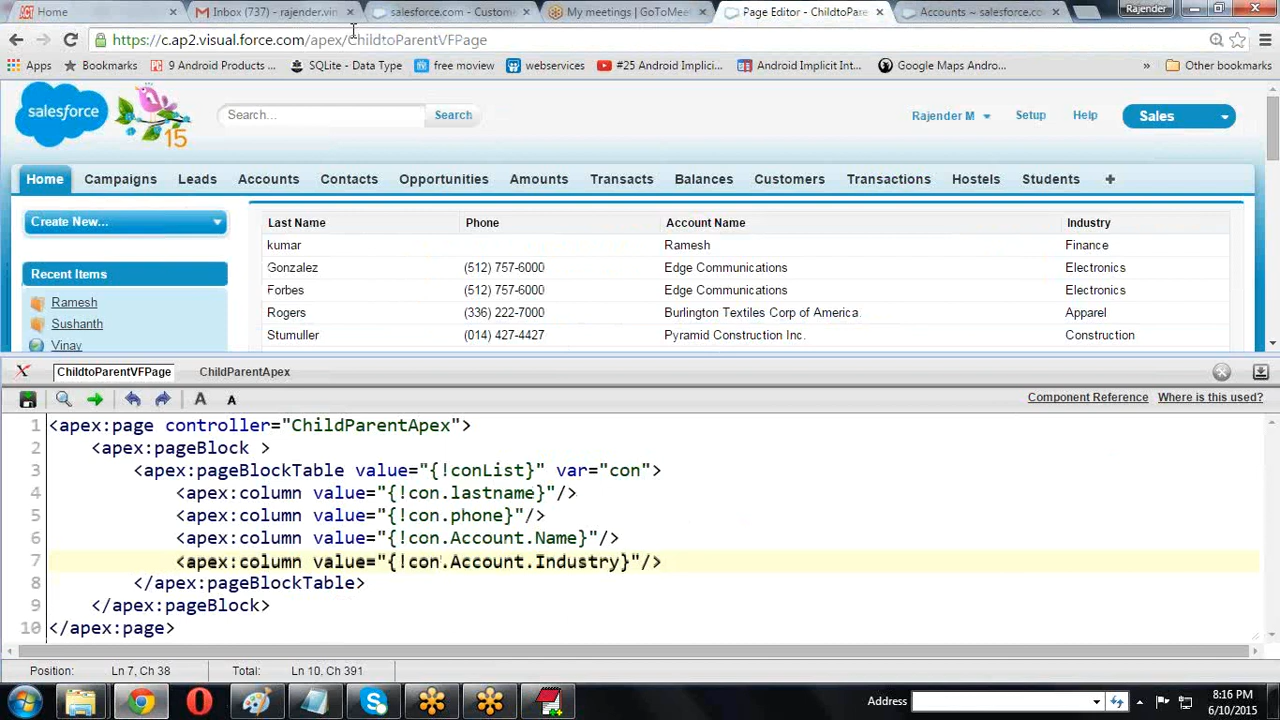 Home
Inbox (737) - rajender.vin
salesforce.com - Custome
My meetings | GoToMeet
Page Editor - ChildtoPare
Accounts ~ salesforce.co
Rajender
https://c.ap2.visual.force.com/apex/ChildtoParentVFPage
Apps
Bookmarks
9 Android Products ...
SQLite - Data Type
free moview
webservices
#25 Android Implici...
Android Implicit Int...
Google Maps Andro...
»
Other bookmarks
salesforce
15
Search...
Search
Rajender M
Setup
Help
Sales
Home
Campaigns
Leads
Accounts
Contacts
Opportunities
Amounts
Transacts
Balances
Customers
Transactions
Hostels
Students
+
Create New...
Recent Items
Ramesh
Sushanth
Vinay
Last Name Phone Account Name Industry
kumar Ramesh Finance
Gonzalez (512) 757-6000 Edge Communications Electronics
Forbes (512) 757-6000 Edge Communications Electronics
Rogers (336) 222-7000 Burlington Textiles Corp of America. Apparel
Stumuller (014) 427-4427 Pyramid Construction Inc. Construction
ChildtoParentVFPage
ChildParentApex
A A
Component Reference
Where is this used?
1 <apex:page controller="ChildParentApex">
2 <apex:pageBlock >
3 <apex:pageBlockTable value="{!conList}" var="con">
4 <apex:column value="{!con.lastname}"/>
5 <apex:column value="{!con.phone}"/>
6 <apex:column value="{!con.Account.Name}"/>
7 <apex:column value="{!con.Account.Industry}"/>
8 </apex:pageBlockTable>
9 </apex:pageBlock>
10 </apex:page>
Position: Ln 7, Ch 38 Total: Ln 10, Ch 391
Address
8:16 PM
6/10/2015